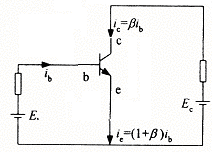 i_c=βi_b
c
i_b
b
e
E.
E_c
i_e=(1+β)i_b